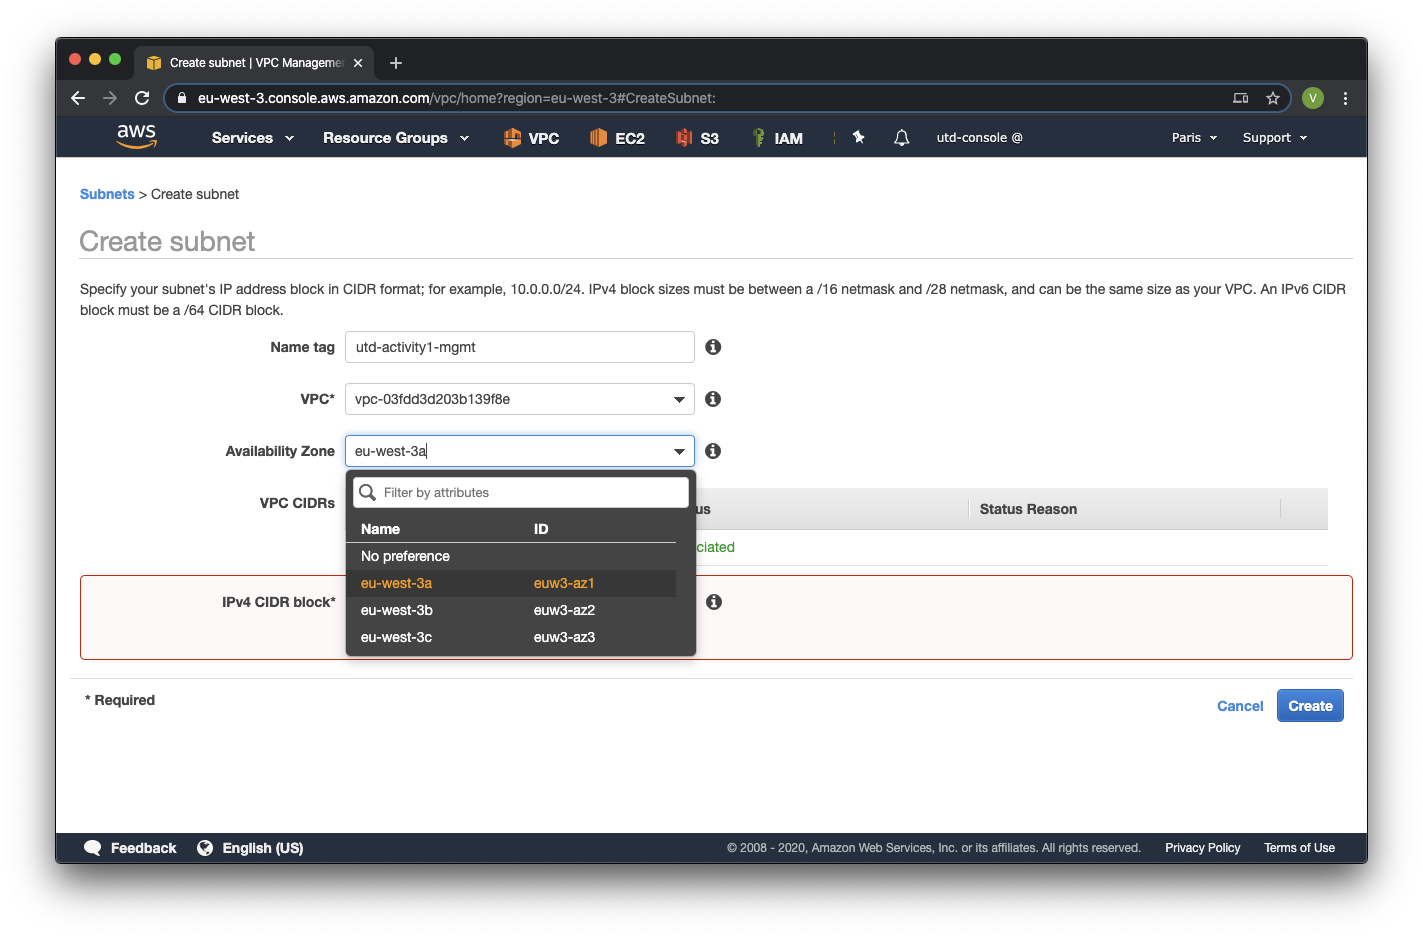 Create subnet | VPC Manageme
eu-west-3.console.aws.amazon.com/vpc/home?region=eu-west-3#CreateSubnet:
V
aws
Services
Resource Groups
VPC
EC2
S3
IAM
utd-console @
Paris
Support
Subnets > Create subnet
Create subnet
Specify your subnet's IP address block in CIDR format; for example, 10.0.0.0/24. IPv4 block sizes must be between a /16 netmask and /28 netmask, and can be the same size as your VPC. An IPv6 CIDR
block must be a /64 CIDR block.
Name tag
utd-activity1-mgmt
VPC*
vpc-03fdd3d203b139f8e
Availability Zone
eu-west-3a
Filter by attributes
VPC CIDRs
us
Status Reason
Name
ID
ciated
No preference
eu-west-3a
euw3-az1
IPv4 CIDR block*
eu-west-3b
euw3-az2
eu-west-3c
euw3-az3
* Required
Cancel
Create
Feedback
English (US)
© 2008 - 2020, Amazon Web Services, Inc. or its affiliates. All rights reserved.
Privacy Policy
Terms of Use